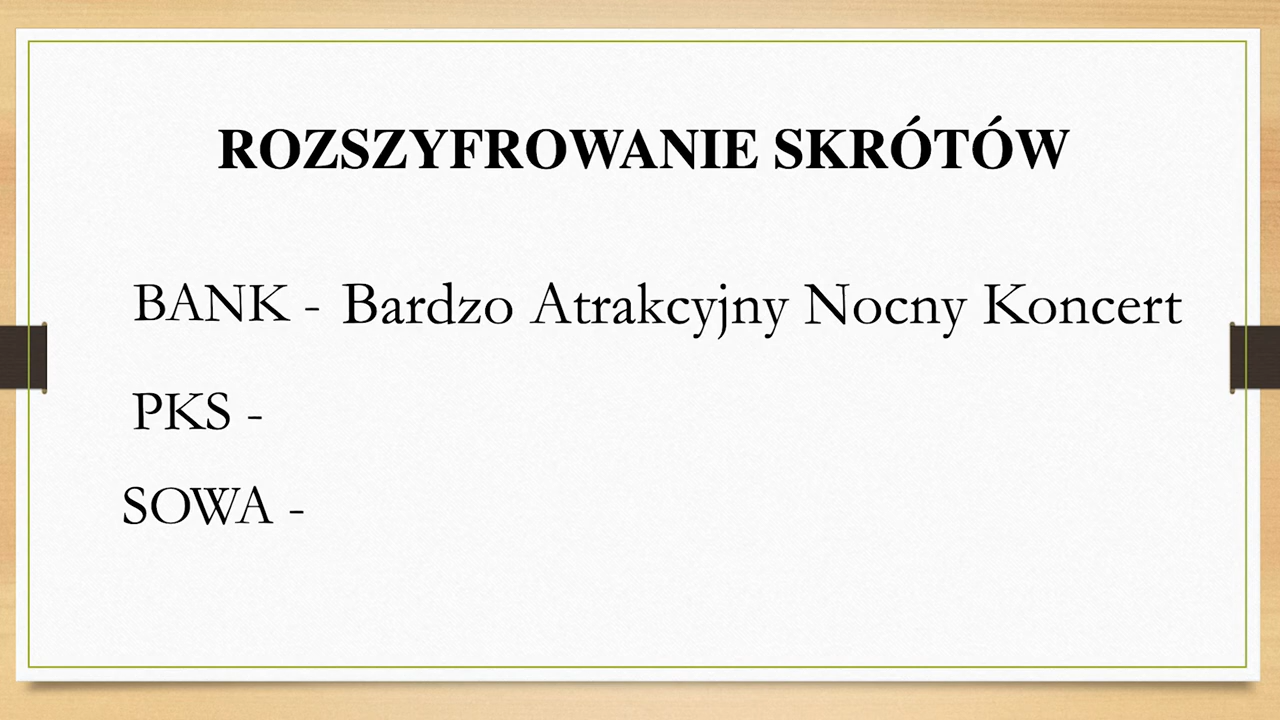 ROZSZYFROWANIE SKRÓTÓW
BANK - Bardzo Atrakcyjny Nocny Koncert
PKS -
SOWA -